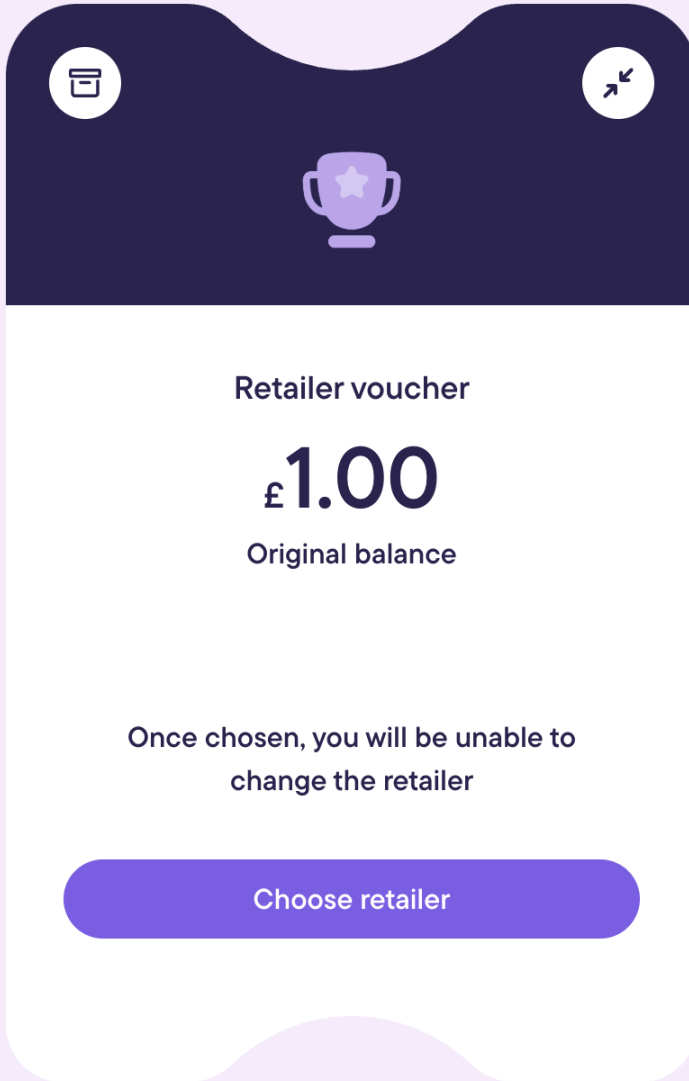 Retailer voucher
£1.00
Original balance
Once chosen, you will be unable to
change the retailer
Choose retailer